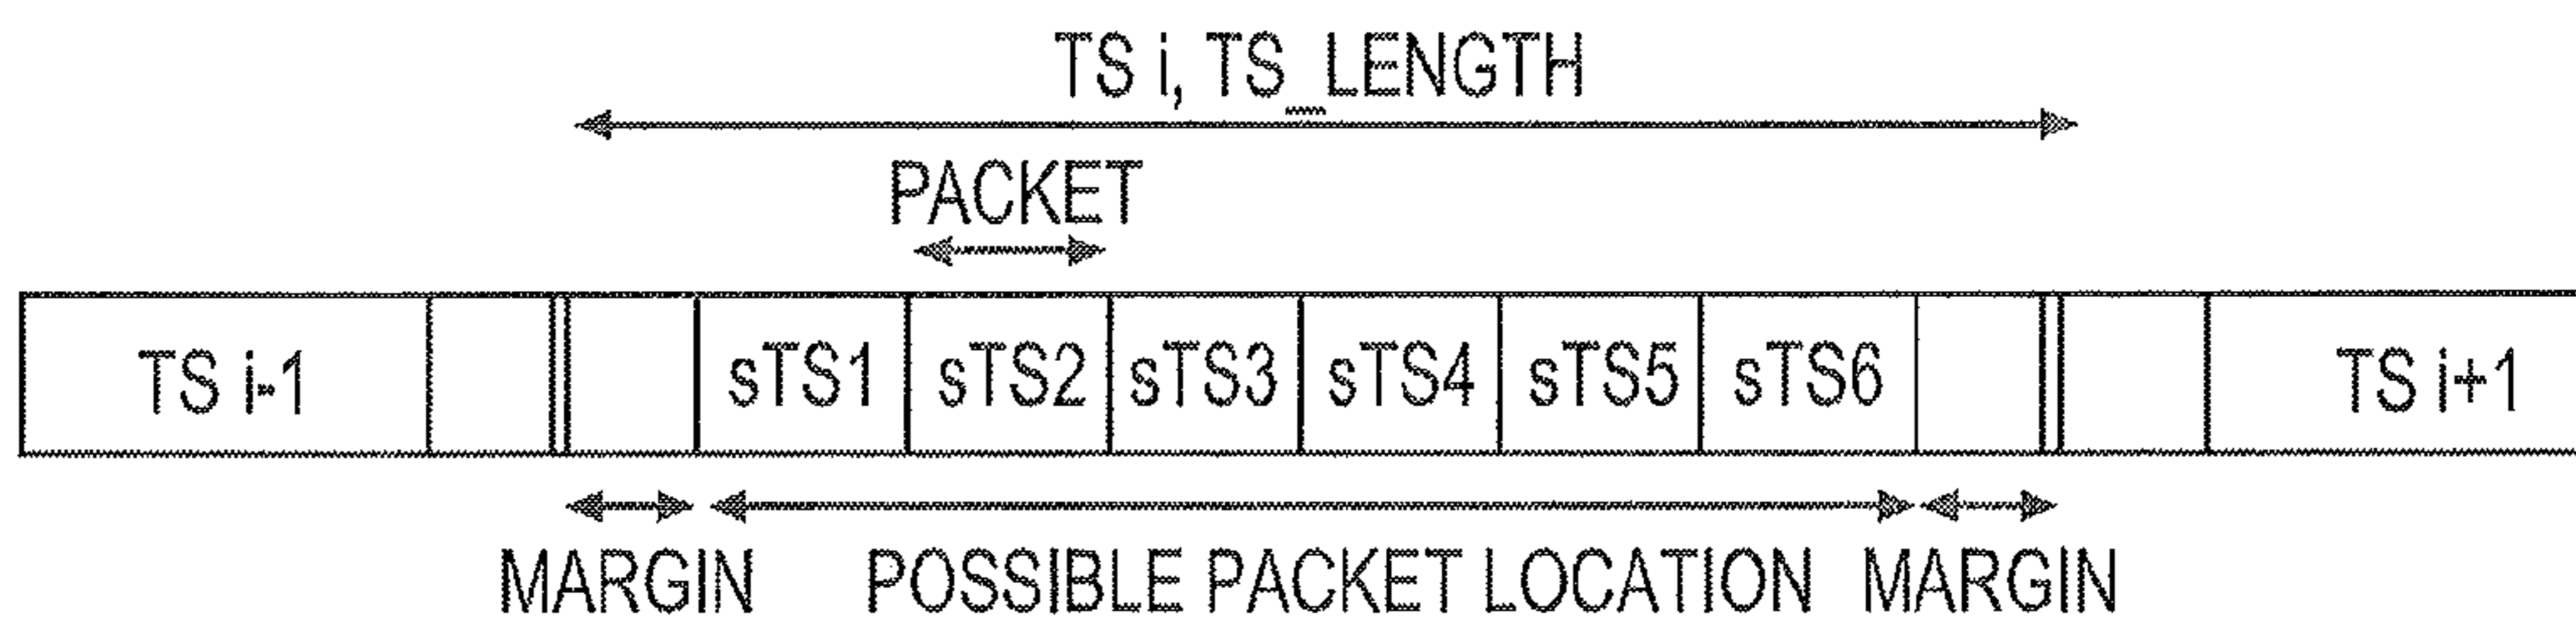 TS i, TS_LENGTH
PACKET
TS i-1 sTS1 sTS2 sTS3 sTS4 sTS5 sTS6 TS i+1
MARGIN POSSIBLE PACKET LOCATION MARGIN